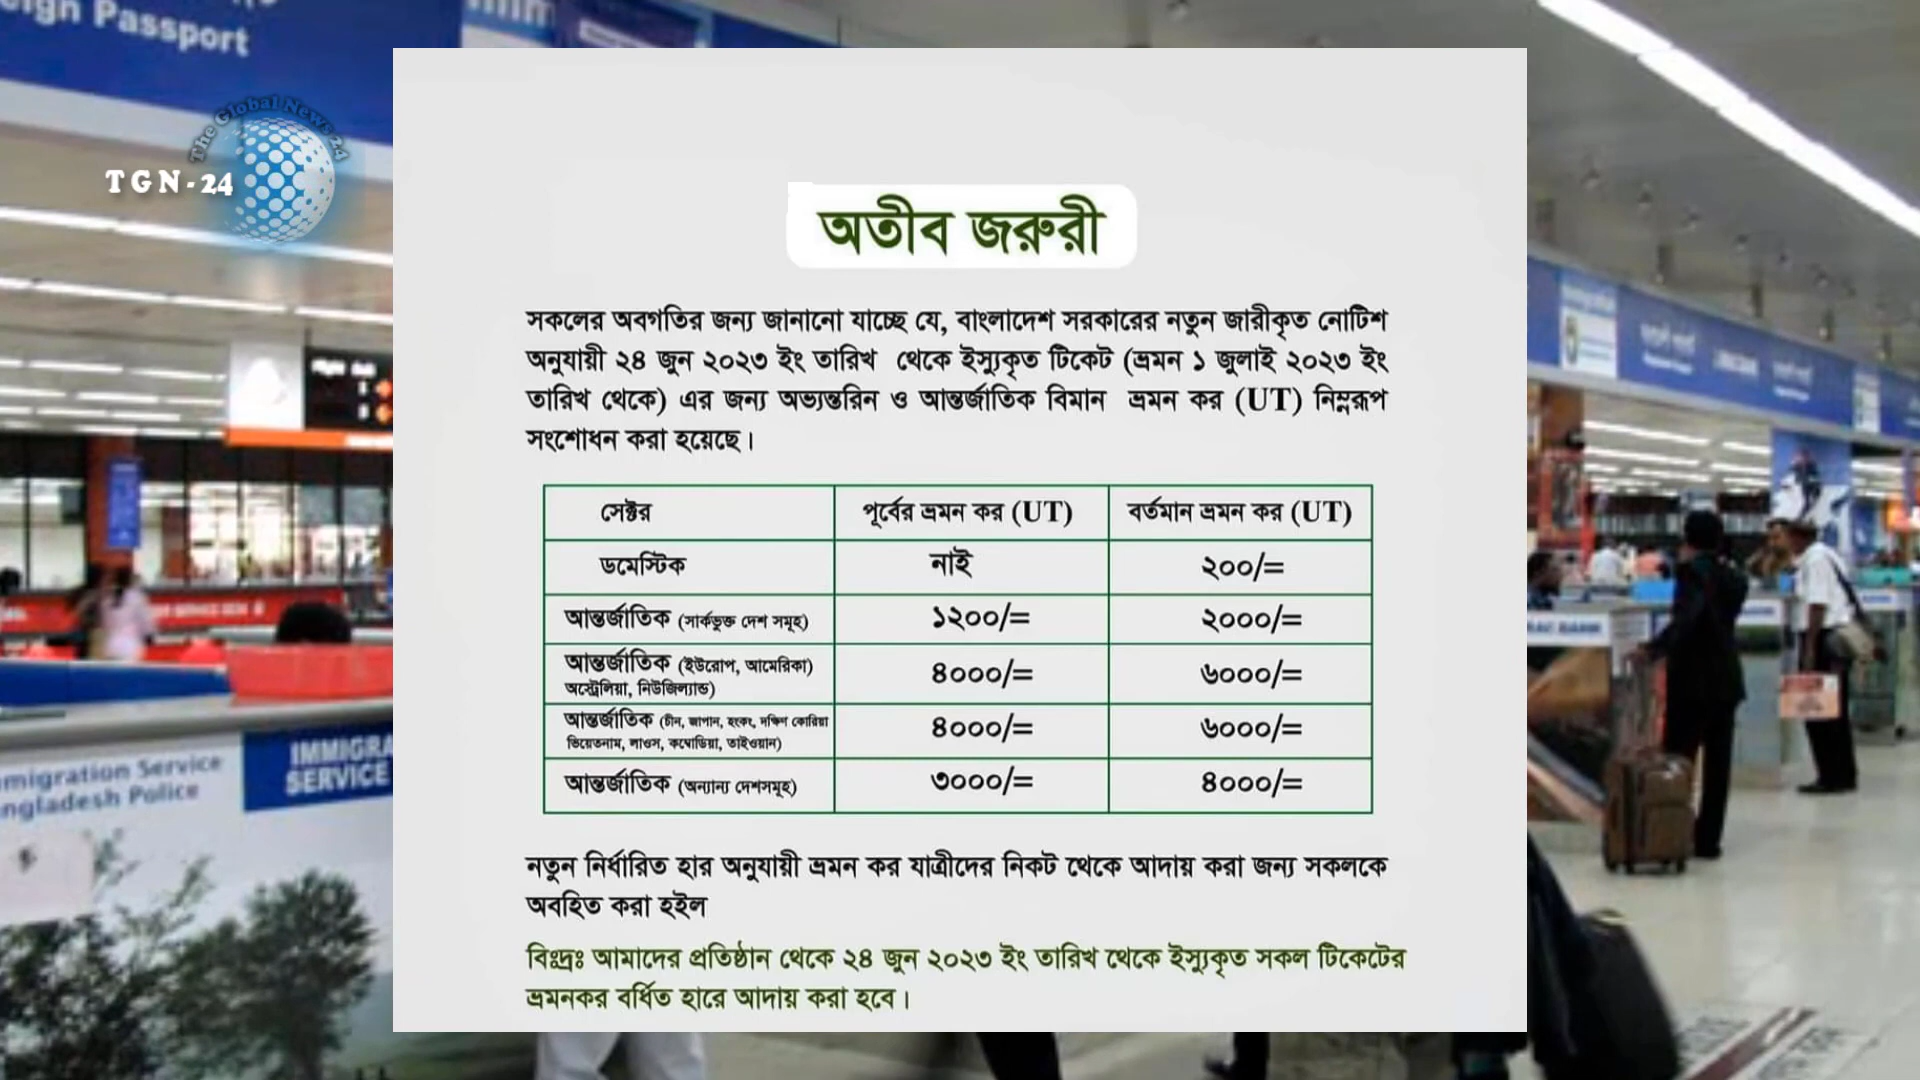 ign Passport
The Global News 24
TGN-24
অতীব জরুরী
সকলের অবগতির জন্য জানানো যাচ্ছে যে, বাংলাদেশ সরকারের নতুন জারীকৃত নোটিশ
অনুযায়ী ২৪ জুন ২০২৩ ইং তারিখ থেকে ইস্যুকৃত টিকেট (ভ্রমন ১ জুলাই ২০২৩ ইং
তারিখ থেকে) এর জন্য অভ্যন্তরিন ও আন্তর্জাতিক বিমান ভ্রমন কর (UT) নিম্নরূপ
সংশোধন করা হয়েছে।
সেক্টর পূর্বের ভ্রমন কর (UT) বর্তমান ভ্রমন কর (UT)
ডমেস্টিক নাই ২০০/=
আন্তর্জাতিক (সার্কভুক্ত দেশ সমূহ) ১২০০/= ২০০০/=
আন্তর্জাতিক (ইউরোপ, আমেরিকা) ৪০০০/= ৬০০০/=
অস্ট্রেলিয়া, নিউজিল্যান্ড)
আন্তর্জাতিক (চীন, জাপান, হংকং, দক্ষিণ কোরিয়া ৪০০০/= ৬০০০/=
ভিয়েতনাম, লাওস, কম্বোডিয়া, তাইওয়ান)
আন্তর্জাতিক (অন্যান্য দেশসমূহ) ৩০০০/= ৪০০০/=
নতুন নির্ধারিত হার অনুযায়ী ভ্রমন কর যাত্রীদের নিকট থেকে আদায় করা জন্য সকলকে
অবহিত করা হইল
বিঃদ্রঃ আমাদের প্রতিষ্ঠান থেকে ২৪ জুন ২০২৩ ইং তারিখ থেকে ইস্যুকৃত সকল টিকেটের
ভ্রমনকর বর্ধিত হারে আদায় করা হবে।
migration Service
ngladesh Police
IMMIGRA
SERVICE